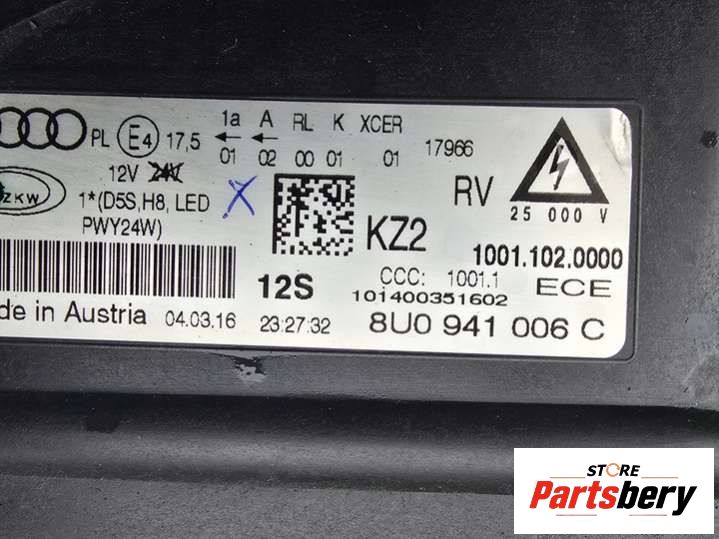 1a A RL K XCER
PL E4 17,5 01 02 00 01 01 17966
12V 24V
ZKW 1*(D5S,H8, LED
PWY24W)
RV
25 000 V
KZ2
1001.102.0000
12S
CCC: 1001.1
101400351602
ECE
de in Austria 04.03.16 23:27:32 8U0 941 006 C
STORE
Partsbery